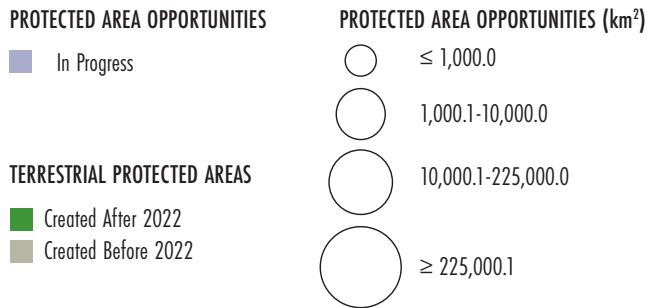 PROTECTED AREA OPPORTUNITIES
In Progress
TERRESTRIAL PROTECTED AREAS
Created After 2022
Created Before 2022
PROTECTED AREA OPPORTUNITIES (km²)
≤ 1,000.0
1,000.1-10,000.0
10,000.1-225,000.0
≥ 225,000.1